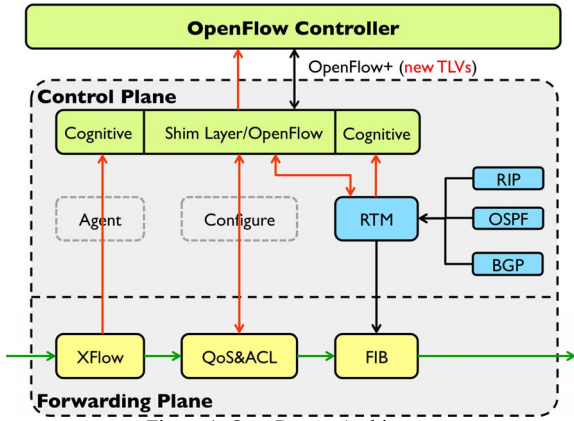 OpenFlow Controller
OpenFlow+ (new TLVs)
Control Plane
Cognitive
Shim Layer/OpenFlow
Cognitive
RIP
Agent
Configure
RTM
OSPF
BGP
XFlow
QoS&ACL
FIB
Forwarding Plane